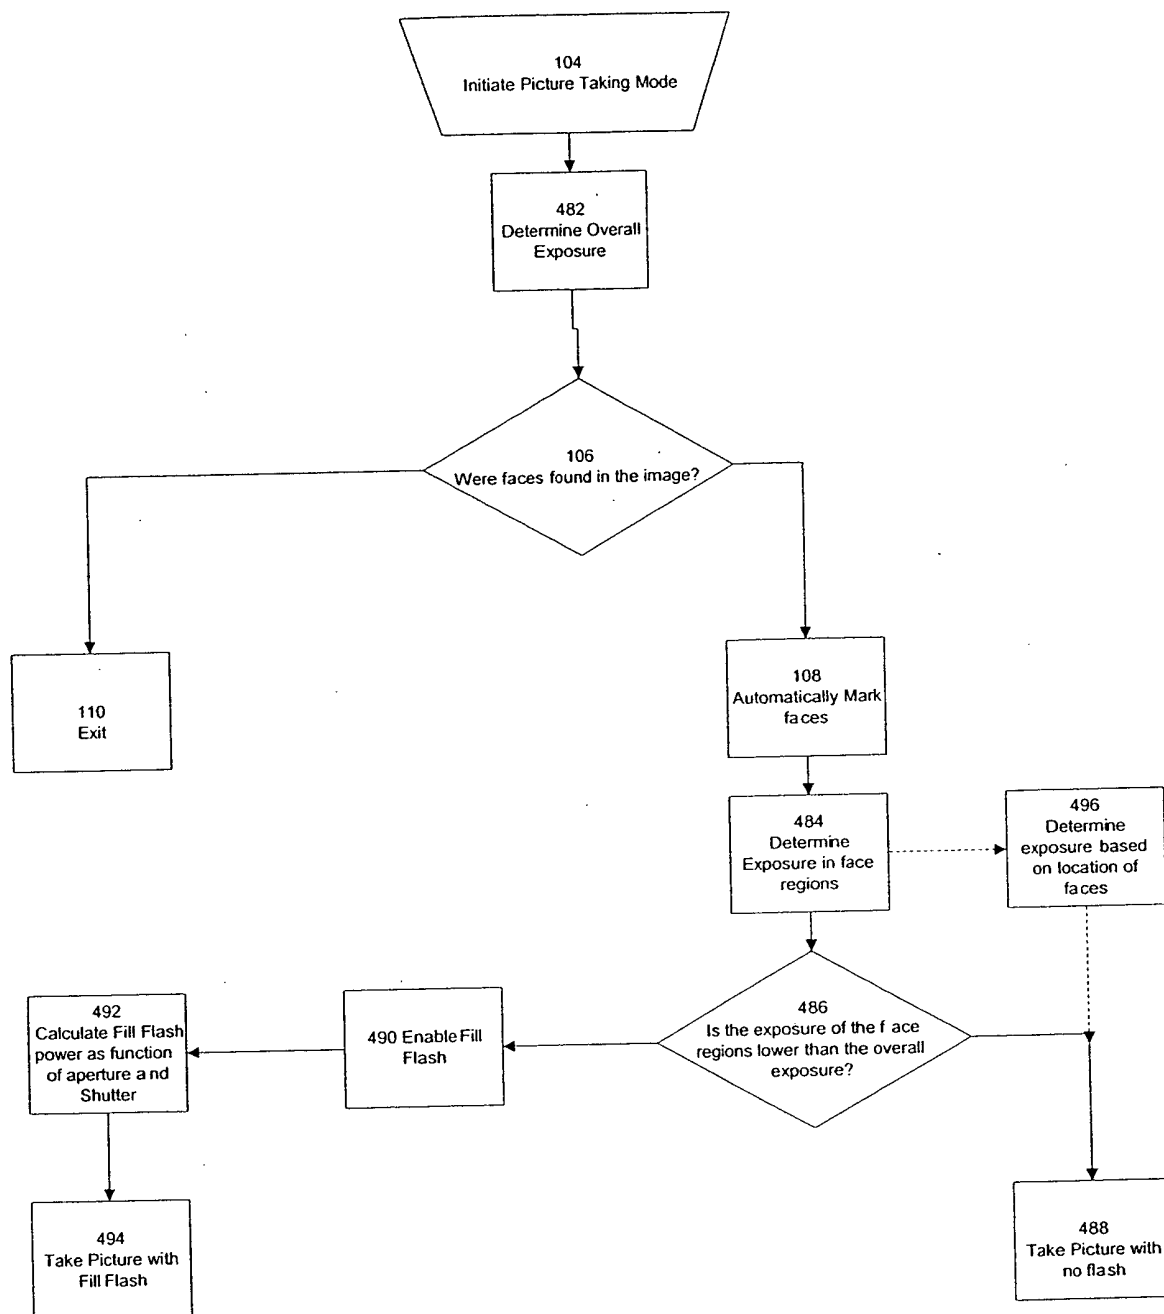 104
Initiate Picture Taking Mode
482
Determine Overall
Exposure
106
Were faces found in the image?
110
Exit
108
Automatically Mark
faces
484
Determine
Exposure in face
regions
496
Determine
exposure based
on location of
faces
486
Is the exposure of the f ace
regions lower than the overall
exposure?
490 Enable Fill
Flash
492
Calculate Fill Flash
power as function
of aperture and
Shutter
494
Take Picture with
Fill Flash
488
Take Picture with
no flash